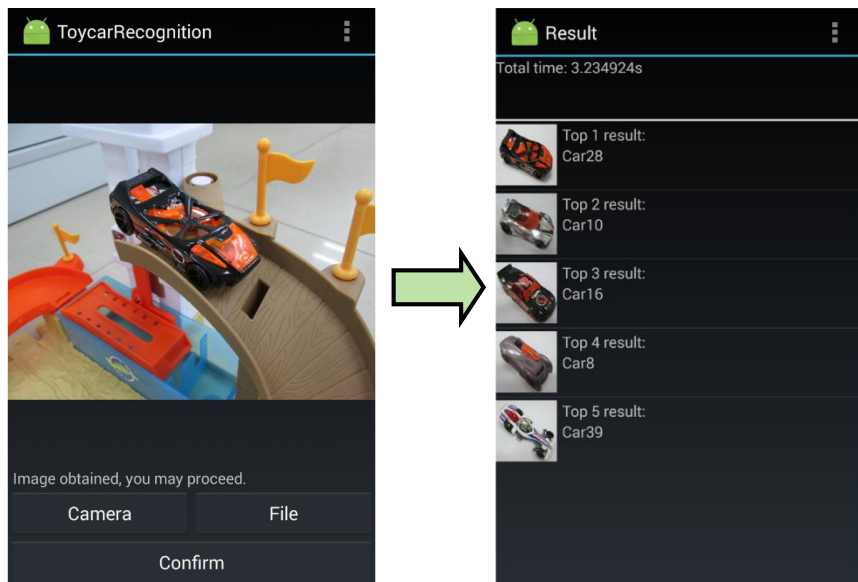 ToycarRecognition
Image obtained, you may proceed.
Camera
File
Confirm
Result
Total time: 3.234924s
Top 1 result:
Car28
Top 2 result:
Car10
Top 3 result:
Car16
Top 4 result:
Car8
Top 5 result:
Car39